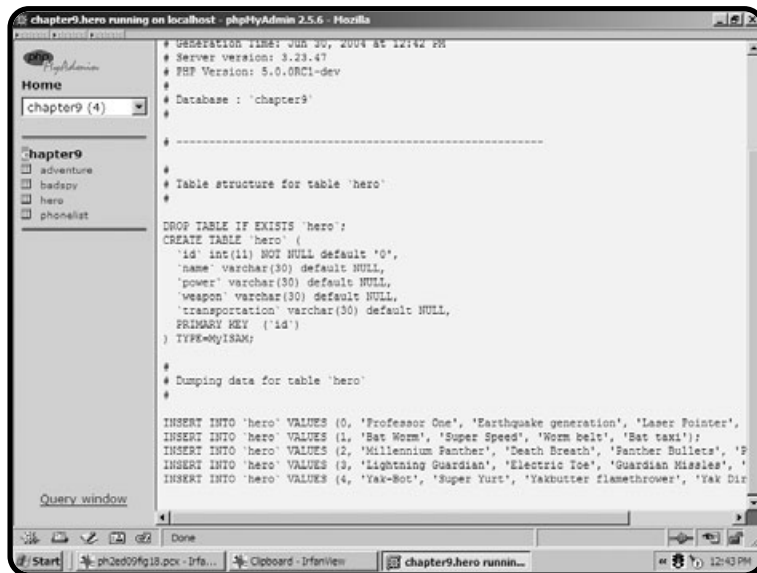 chapter9.hero running on localhost - phpMyAdmin 2.5.6 - Mozilla
php
MyAdmin
Home
chapter9 (4)
hapter9
adventure
badspy
hero
phonelist
Query window
# Generation Time: Jun 30, 2004 at 12:42 PM
# Server version: 3.23.47
# PHP Version: 5.0.0RC1-dev
#
# Database : `chapter9`
#
# --------------------------------------------------------
#
# Table structure for table `hero`
#
DROP TABLE IF EXISTS `hero`;
CREATE TABLE `hero` (
`id` int(11) NOT NULL default '0',
`name` varchar(30) default NULL,
`power` varchar(30) default NULL,
`weapon` varchar(30) default NULL,
`transportation` varchar(30) default NULL,
PRIMARY KEY (`id`)
) TYPE=MyISAM;
#
# Dumping data for table `hero`
#
INSERT INTO `hero` VALUES (0, 'Professor One', 'Earthquake generation', 'Laser Pointer',
INSERT INTO `hero` VALUES (1, 'Bat Worm', 'Super Speed', 'Worm belt', 'Bat taxi');
INSERT INTO `hero` VALUES (2, 'Millennium Panther', 'Death Breath', 'Panther Bullets', 'P
INSERT INTO `hero` VALUES (3, 'Lightning Guardian', 'Electric Toe', 'Guardian Missles', '
INSERT INTO `hero` VALUES (4, 'Yak-Bot', 'Super Yurt', 'Yakbutter flamethrower', 'Yak Dir
Done
Start
ph2ed09fig18.pcx - Irfa...
Clipboard - IrfanView
chapter9.hero runnin...
12:43 PM